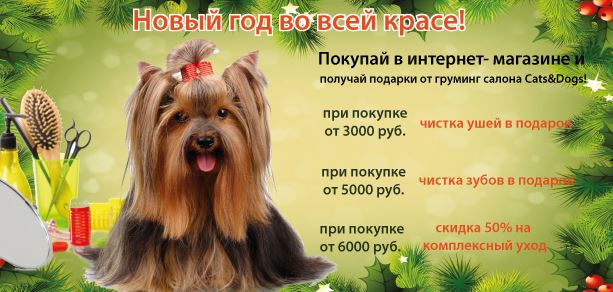 Новый год во всей красе!
Покупай в интернет- магазине и
получай подарки от груминг салона Cats&Dogs!
при покупке
от 3000 руб.
чистка ушей в подарок
при покупке
от 5000 руб.
чистка зубов в подарок
при покупке
от 6000 руб.
скидка 50% на
комплексный уход